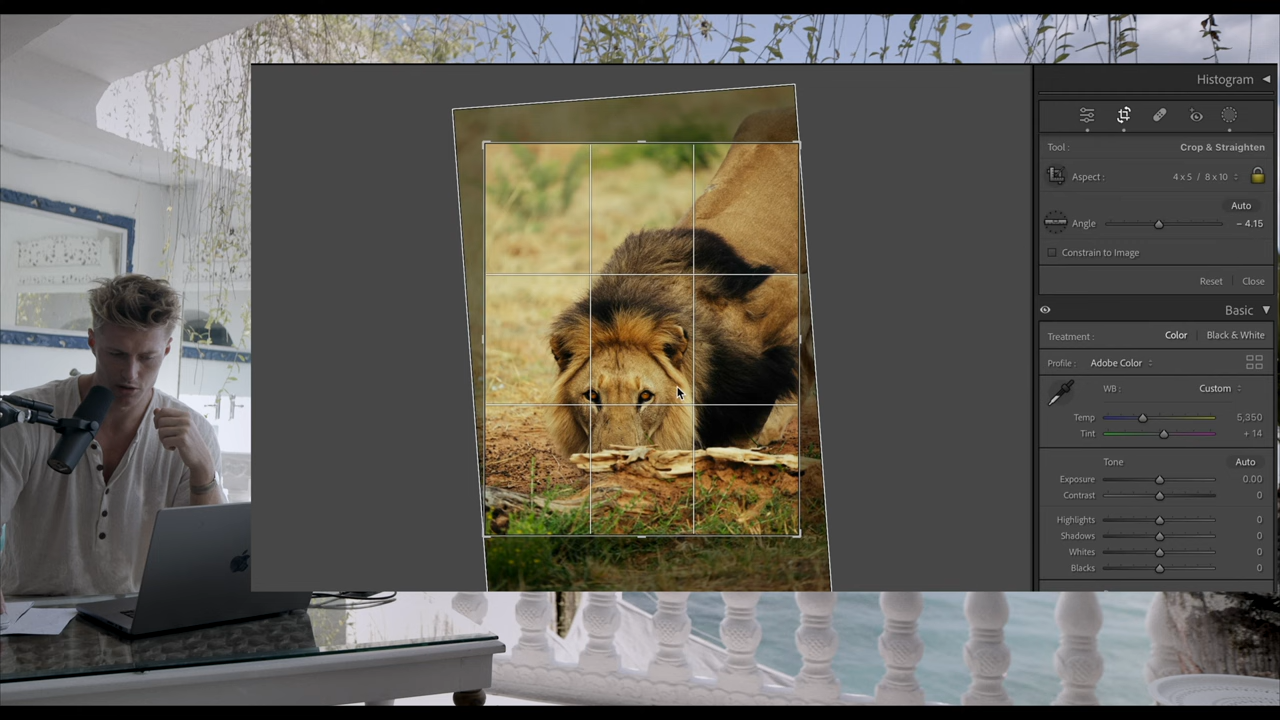 Histogram
Tool : Crop & Straighten
Aspect : 4 x 5 / 8 x 10
Auto
Angle – 4.15
Constrain to Image
Reset Close
Basic
Treatment : Color Black & White
Profile : Adobe Color
WB : Custom
Temp 5,350
Tint + 14
Tone Auto
Exposure 0.00
Contrast 0
Highlights 0
Shadows 0
Whites 0
Blacks 0